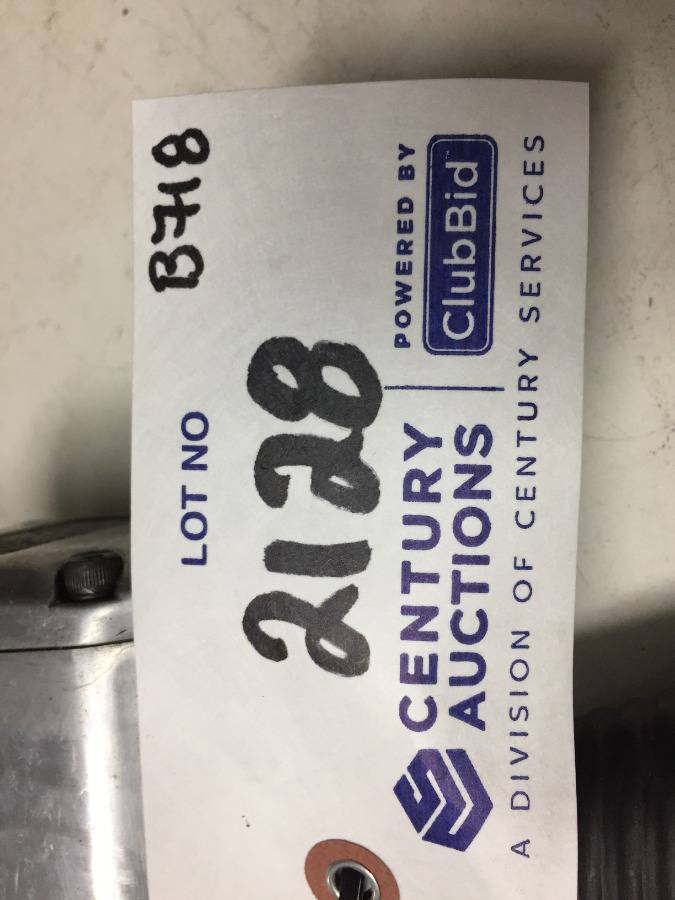 B718
LOT NO
2128
CENTURY
AUCTIONS
POWERED BY
ClubBid
A DIVISION OF CENTURY SERVICES